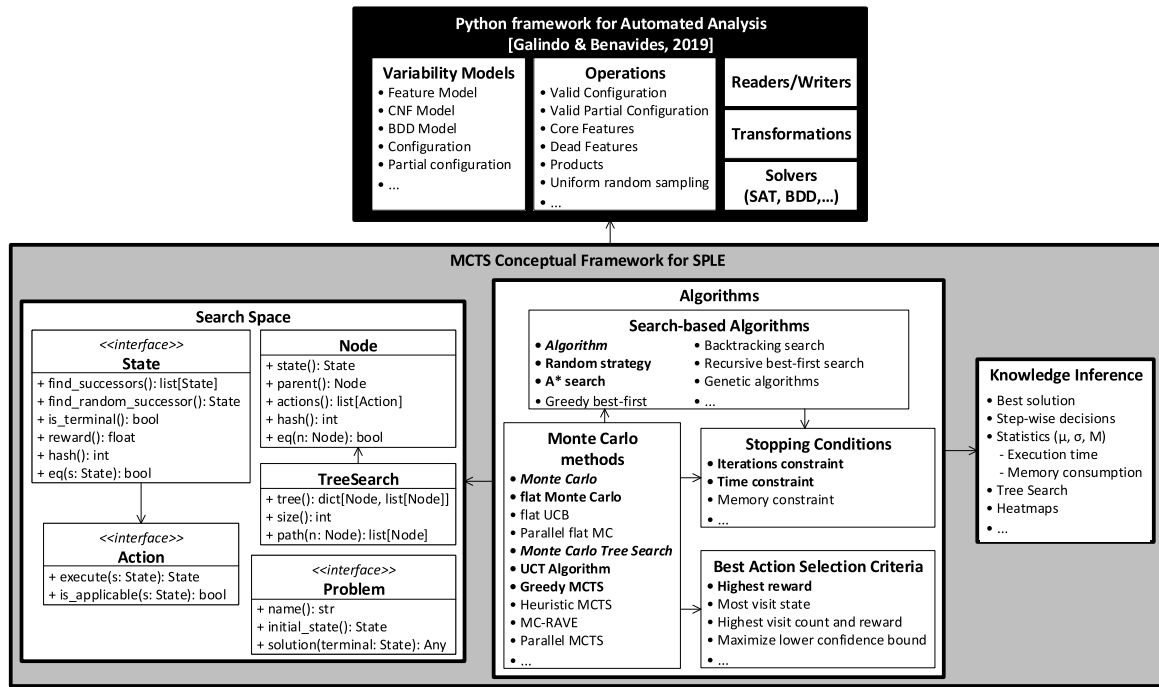 Python framework for Automated Analysis
[Galindo & Benavides, 2019]
Variability Models
• Feature Model
• CNF Model
• BDD Model
• Configuration
• Partial configuration
• ...
Operations
• Valid Configuration
• Valid Partial Configuration
• Core Features
• Dead Features
• Products
• Uniform random sampling
• ...
Readers/Writers
Transformations
Solvers
(SAT, BDD,...)
MCTS Conceptual Framework for SPLE
Search Space
<<interface>>
State
+ find_successors(): list[State]
+ find_random_successor(): State
+ is_terminal(): bool
+ reward(): float
+ hash(): int
+ eq(s: State): bool
<<interface>>
Action
+ execute(s: State): State
+ is_applicable(s: State): bool
Node
+ state(): State
+ parent(): Node
+ actions(): list[Action]
+ hash(): int
+ eq(n: Node): bool
TreeSearch
+ tree(): dict[Node, list[Node]]
+ size(): int
+ path(n: Node): list[Node]
<<interface>>
Problem
+ name(): str
+ initial_state(): State
+ solution(terminal: State): Any
Algorithms
Search-based Algorithms
• Algorithm
• Random strategy
• A* search
• Greedy best-first
• Backtracking search
• Recursive best-first search
• Genetic algorithms
• ...
Monte Carlo
methods
• Monte Carlo
• flat Monte Carlo
• flat UCB
• Parallel flat MC
• Monte Carlo Tree Search
• UCT Algorithm
• Greedy MCTS
• Heuristic MCTS
• MC-RAVE
• Parallel MCTS
• ...
Stopping Conditions
• Iterations constraint
• Time constraint
• Memory constraint
• ...
Best Action Selection Criteria
• Highest reward
• Most visit state
• Highest visit count and reward
• Maximize lower confidence bound
• ...
Knowledge Inference
• Best solution
• Step-wise decisions
• Statistics (μ, σ, M)
- Execution time
- Memory consumption
• Tree Search
• Heatmaps
• ...